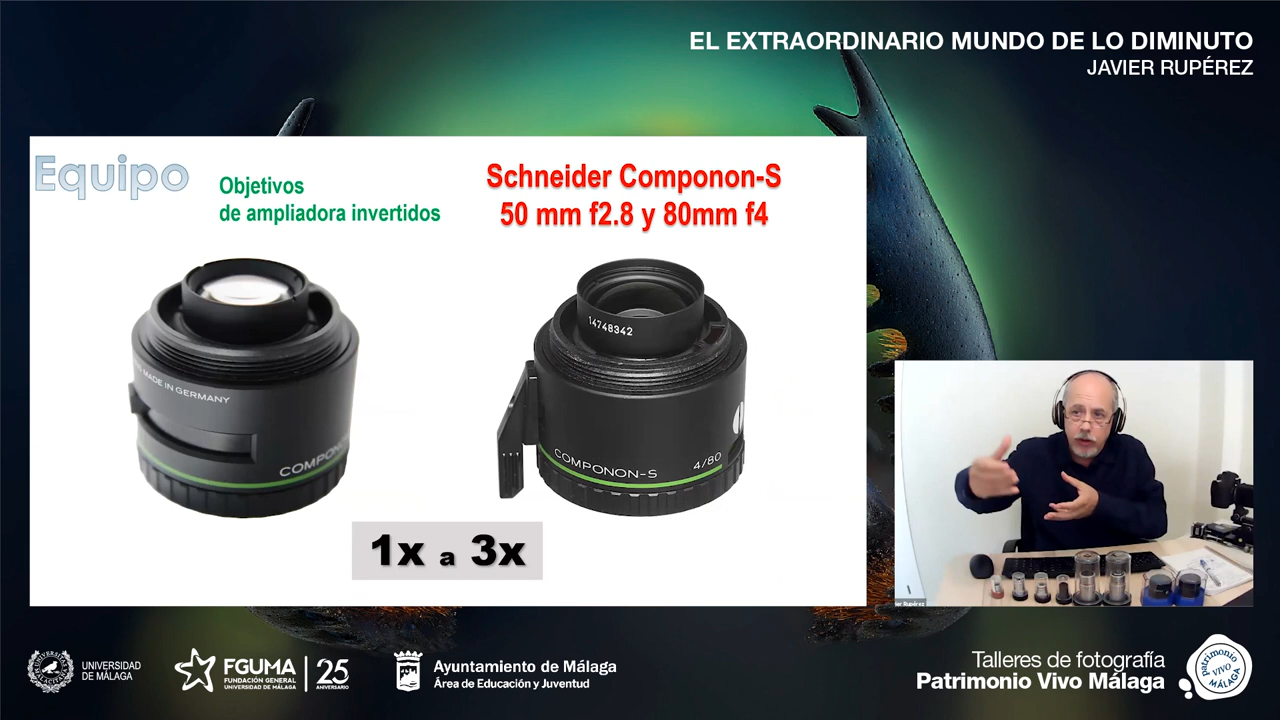 EL EXTRAORDINARIO MUNDO DE LO DIMINUTO
JAVIER RUPÉREZ
Equipo
Objetivos
de ampliadora invertidos
Schneider Componon-S
50 mm f2.8 y 80mm f4
14748342
MADE IN GERMANY
COMPONON-S
4/80
1x a 3x
Rupérez
UNIVERSIDAD
DE MÁLAGA
FGUMA
FUNDACIÓN GENERAL
UNIVERSIDAD DE MÁLAGA
25
ANIVERSARIO
Ayuntamiento de Málaga
Área de Educación y Juventud
Talleres de fotografía
Patrimonio Vivo Málaga
patrimonio
VIVO
MÁLAGA